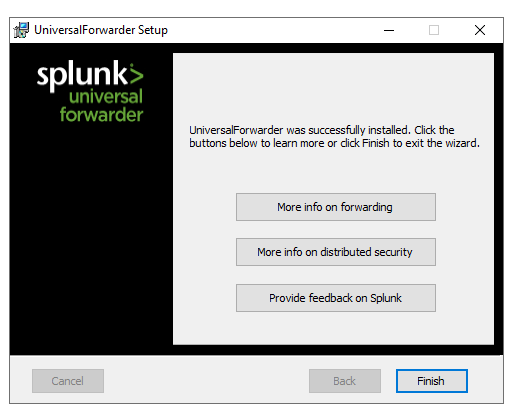 UniversalForwarder Setup
splunk>
universal
forwarder
UniversalForwarder was successfully installed. Click the
buttons below to learn more or click Finish to exit the wizard.
More info on forwarding
More info on distributed security
Provide feedback on Splunk
Cancel
Back
Finish